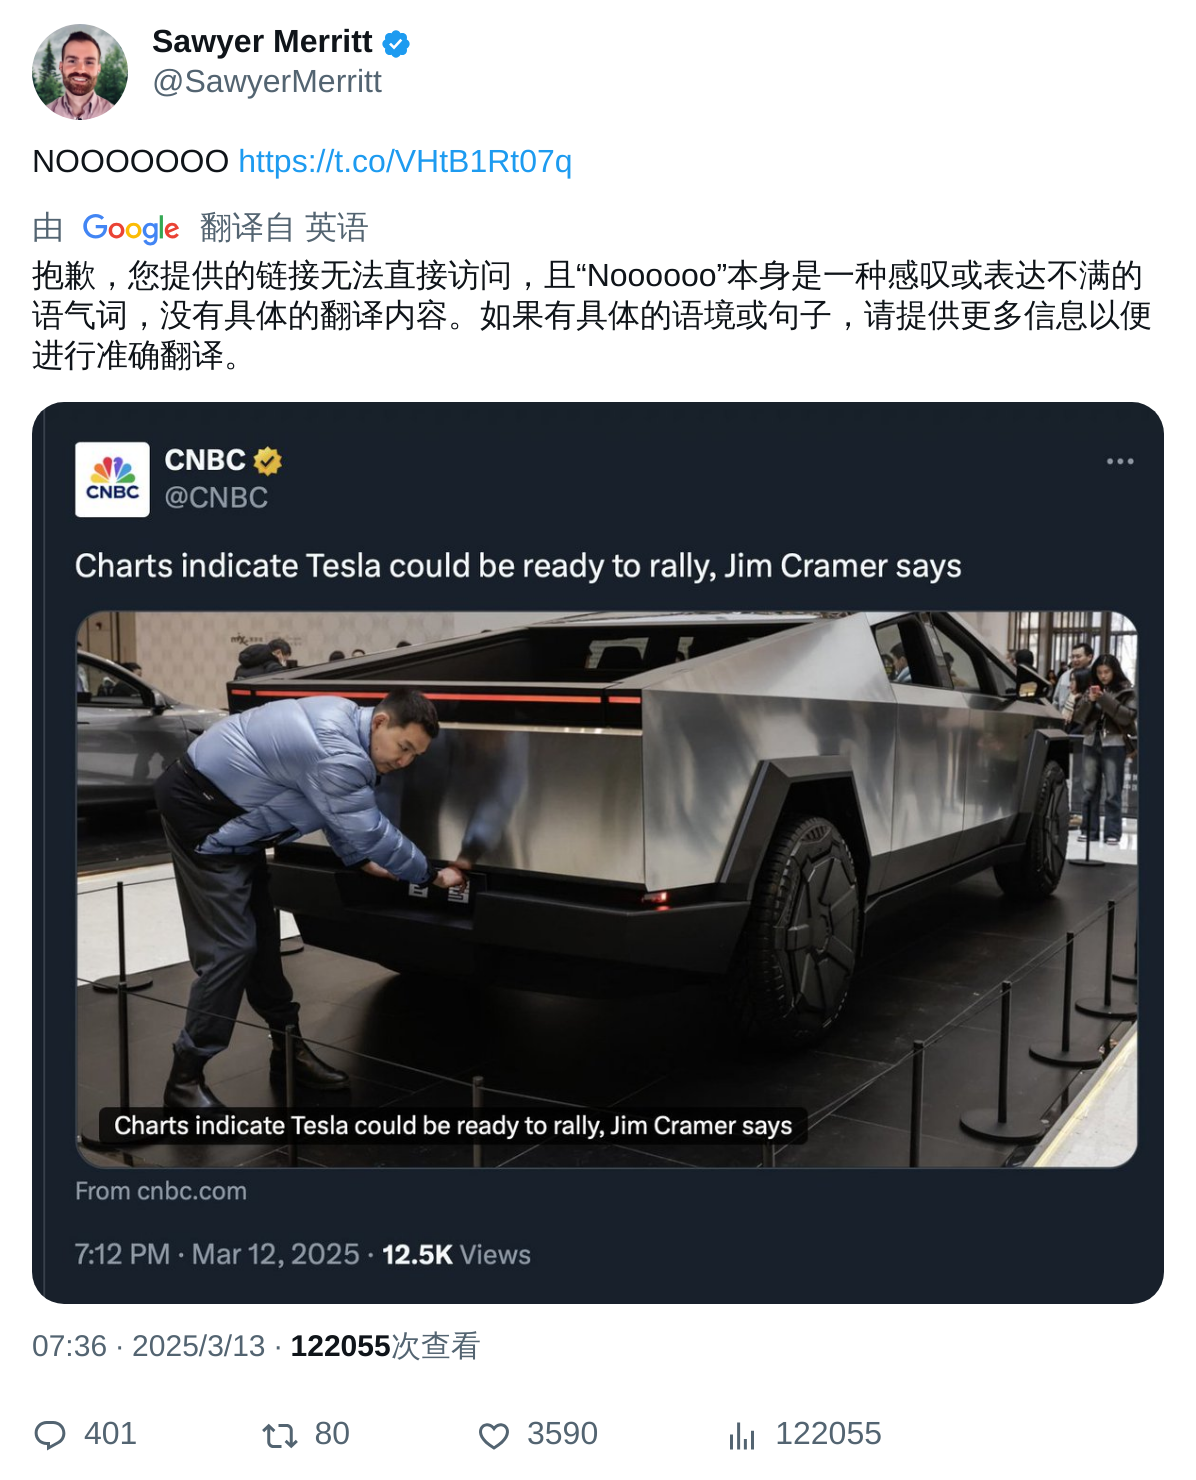 Sawyer Merritt
@SawyerMerritt
NOOOOOOO https://t.co/VHtB1Rt07q
由 Google 翻译自 英语
抱歉，您提供的链接无法直接访问，且“Noooooo”本身是一种感叹或表达不满的
语气词，没有具体的翻译内容。如果有具体的语境或句子，请提供更多信息以便
进行准确翻译。
CNBC
CNBC
@CNBC
Charts indicate Tesla could be ready to rally, Jim Cramer says
Charts indicate Tesla could be ready to rally, Jim Cramer says
From cnbc.com
7:12 PM · Mar 12, 2025 · 12.5K Views
07:36 · 2025/3/13 · 122055次查看
401 80 3590 122055